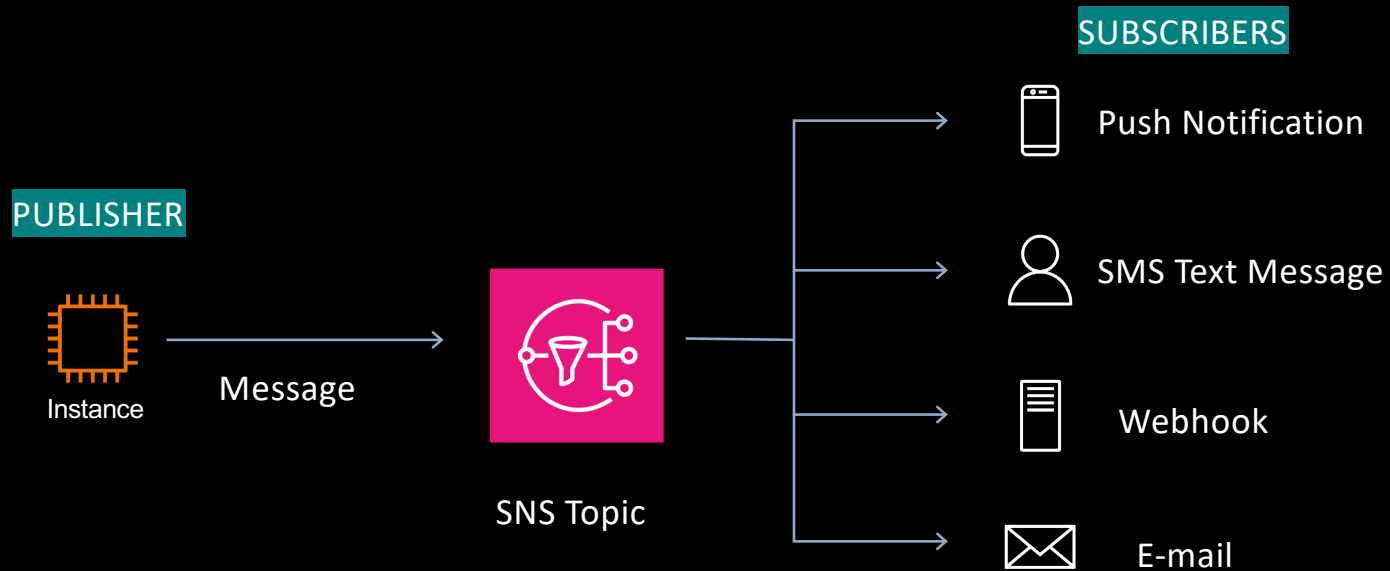 SUBSCRIBERS
Push Notification
PUBLISHER
SMS Text Message
Instance
Message
Webhook
SNS Topic
E-mail